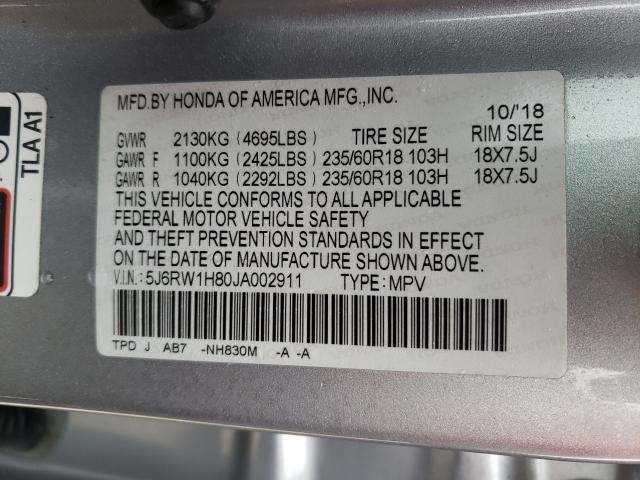 MFD.BY HONDA OF AMERICA MFG.,INC. 10/'18
GVWR 2130KG (4695LBS) TIRE SIZE RIM SIZE
GAWR F 1100KG (2425LBS) 235/60R18 103H 18X7.5J
GAWR R 1040KG (2292LBS) 235/60R18 103H 18X7.5J
THIS VEHICLE CONFORMS TO ALL APPLICABLE
FEDERAL MOTOR VEHICLE SAFETY
AND THEFT PREVENTION STANDARDS IN EFFECT
ON THE DATE OF MANUFACTURE SHOWN ABOVE.
V.I.N.: 5J6RW1H80JA002911 TYPE: MPV
TPD J AB7 -NH830M -A -A
TLA A1